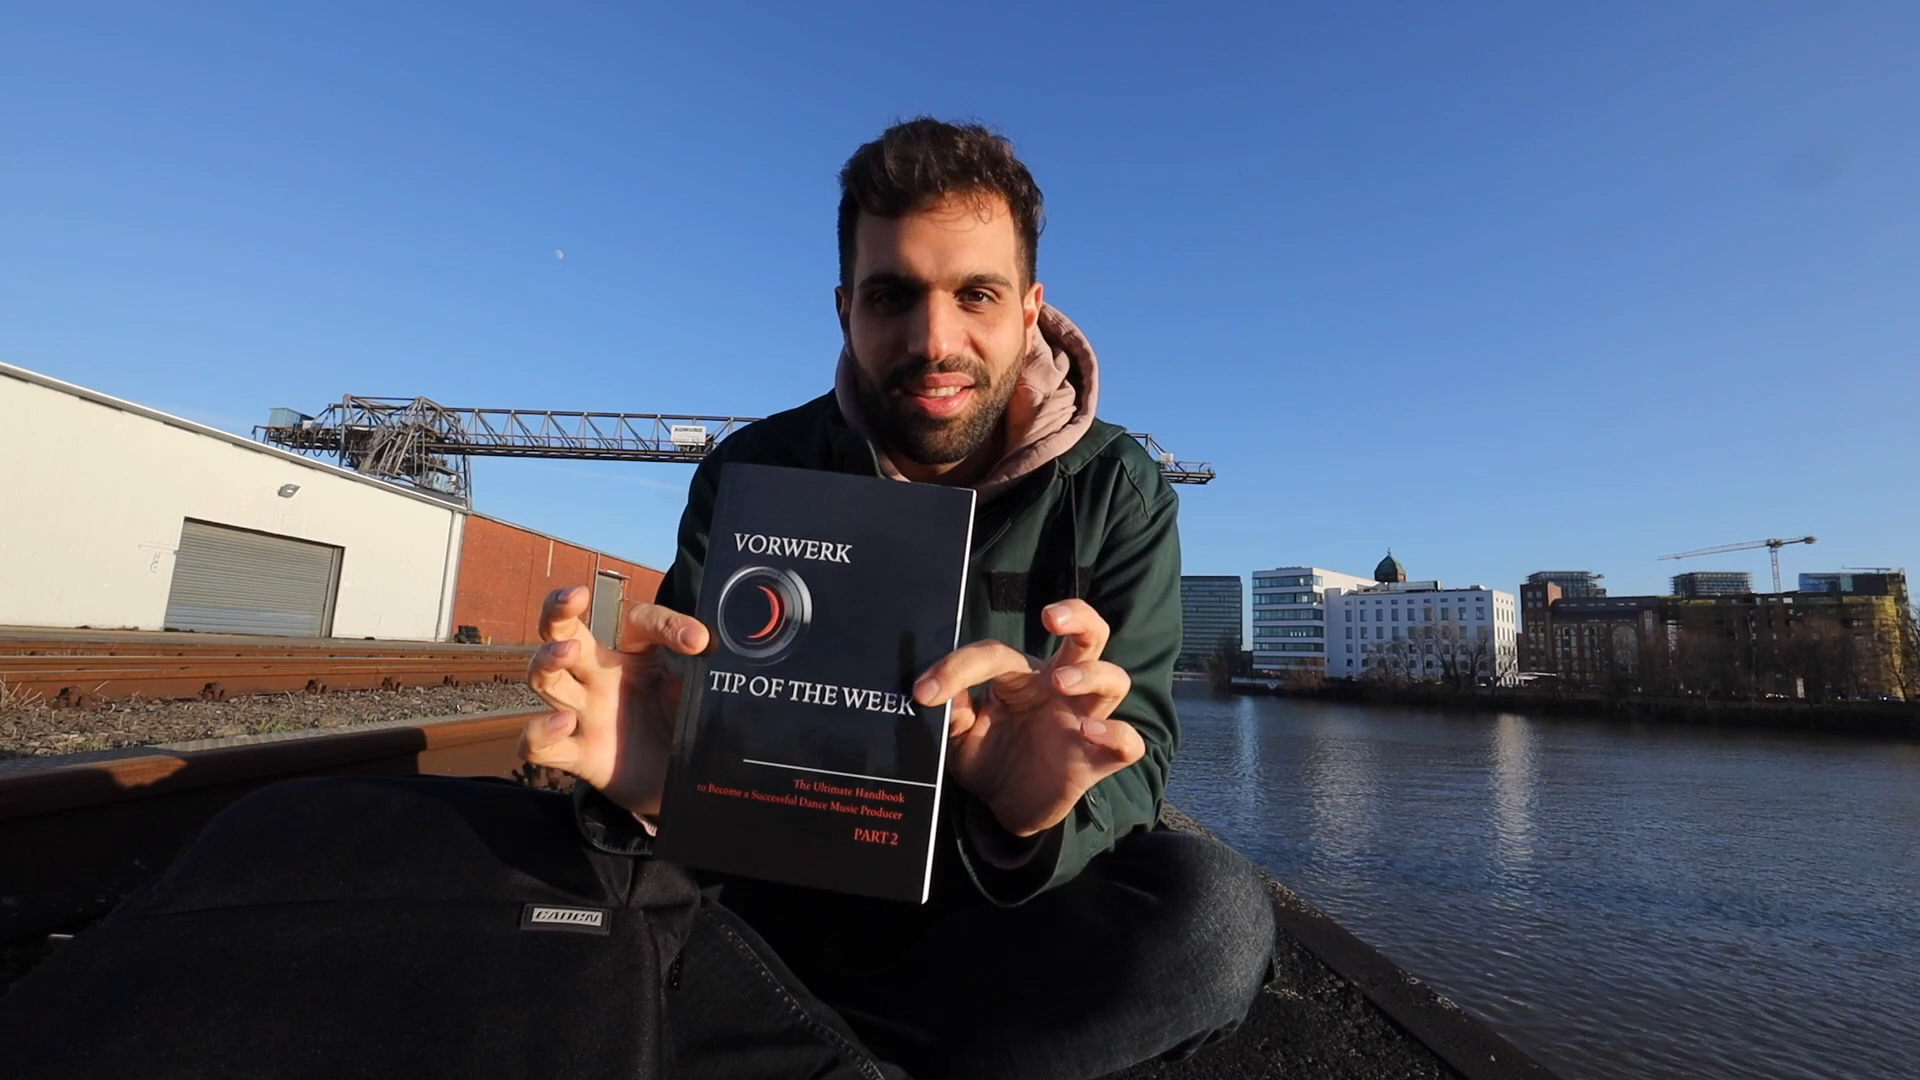 VORWERK
TIP OF THE WEEK
The Ultimate Handbook
to Become a Successful Dance Music Producer
PART 2
CADEN